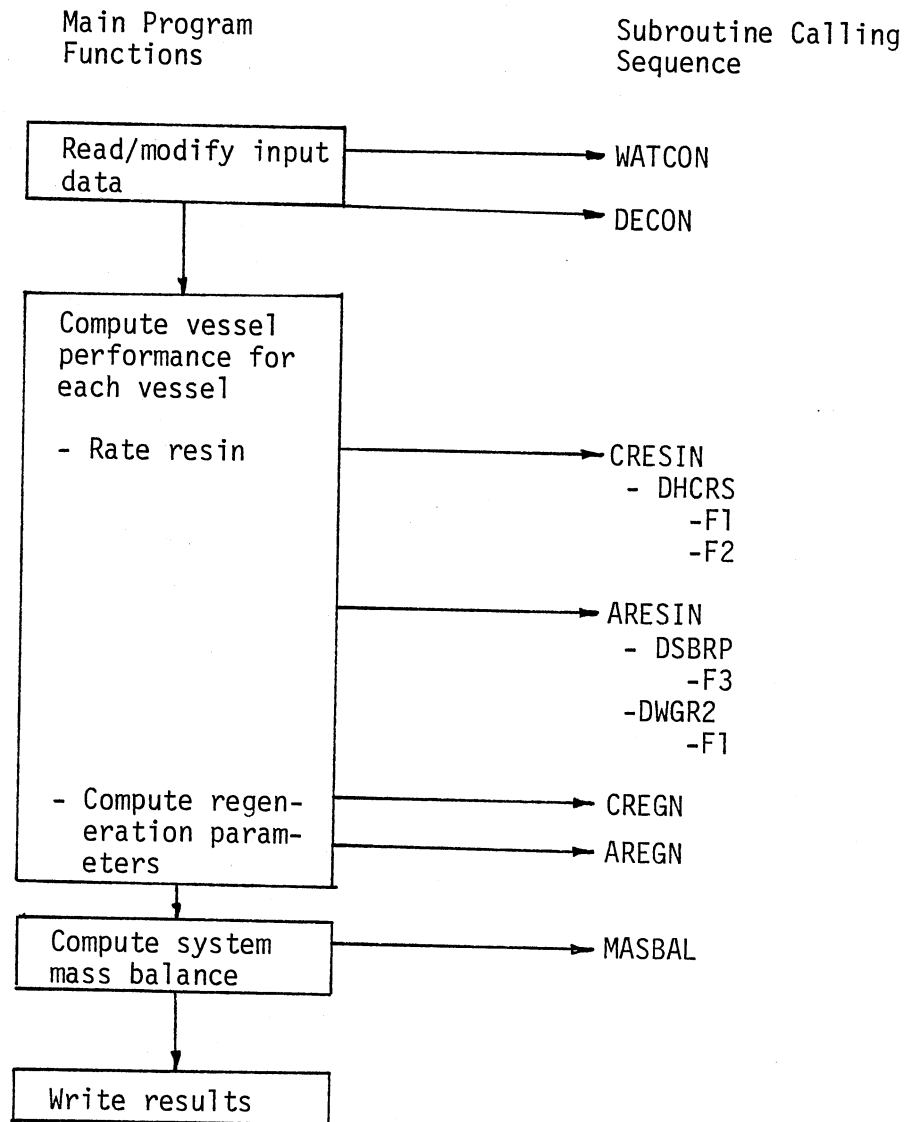 Main Program
Functions
Subroutine Calling
Sequence
Read/modify input
data
WATCON
DECON
Compute vessel
performance for
each vessel
- Rate resin
CRESIN
- DHCRS
-F1
-F2
ARESIN
- DSBRP
-F3
-DWGR2
-F1
- Compute regen-
eration param-
eters
CREGN
AREGN
Compute system
mass balance
MASBAL
Write results